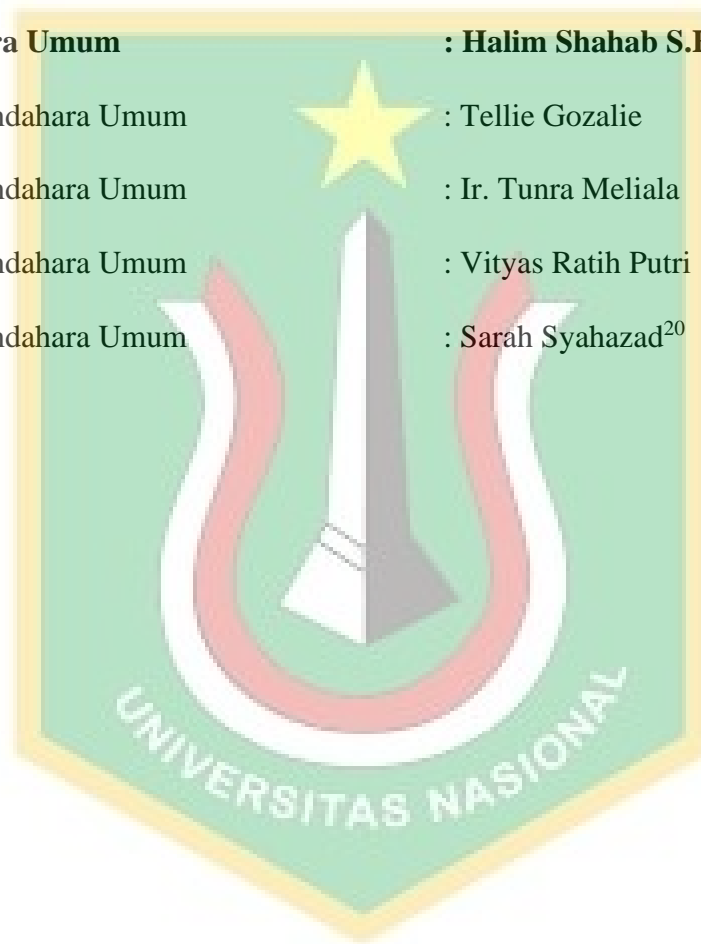 ra Umum : Halim Shahab S.
ndahara Umum : Tellie Gozalie
ndahara Umum : Ir. Tunra Meliala
ndahara Umum : Vityas Ratih Putri
ndahara Umum : Sarah Syahazad20
UNIVERSITAS NASIONAL